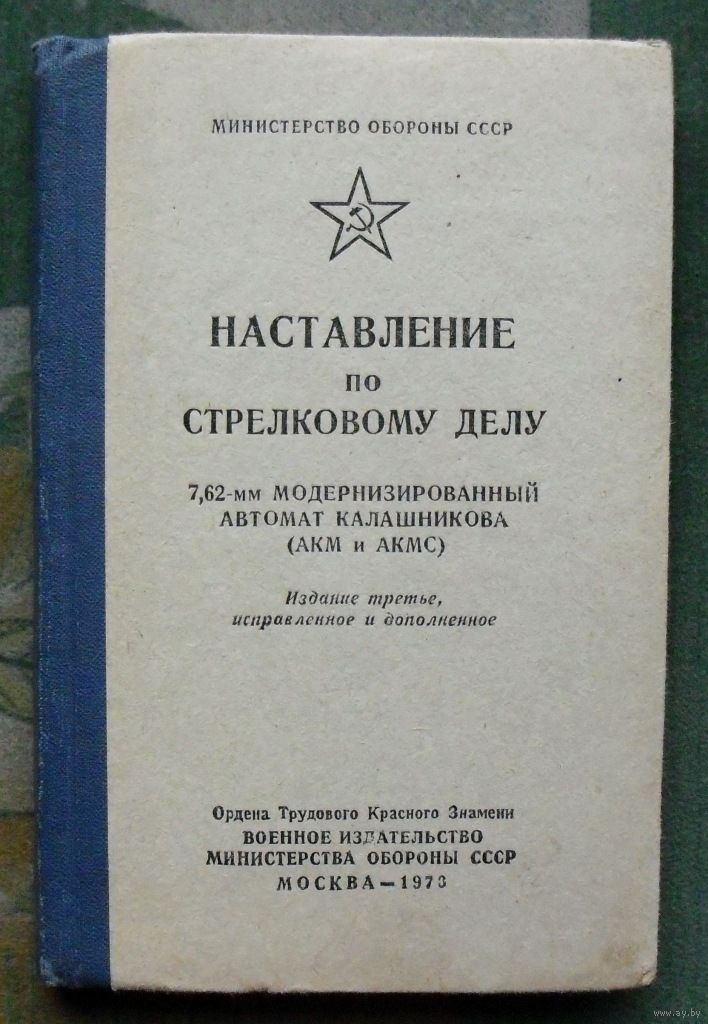 МИНИСТЕРСТВО ОБОРОНЫ СССР
НАСТАВЛЕНИЕ
ПО
СТРЕЛКОВОМУ ДЕЛУ
7,62-мм МОДЕРНИЗИРОВАННЫЙ
АВТОМАТ КАЛАШНИКОВА
(АКМ и АКМС)
Издание третье,
исправленное и дополненное
Ордена Трудового Красного Знамени
ВОЕННОЕ ИЗДАТЕЛЬСТВО
МИНИСТЕРСТВА ОБОРОНЫ СССР
МОСКВА — 1973
www.ay.by